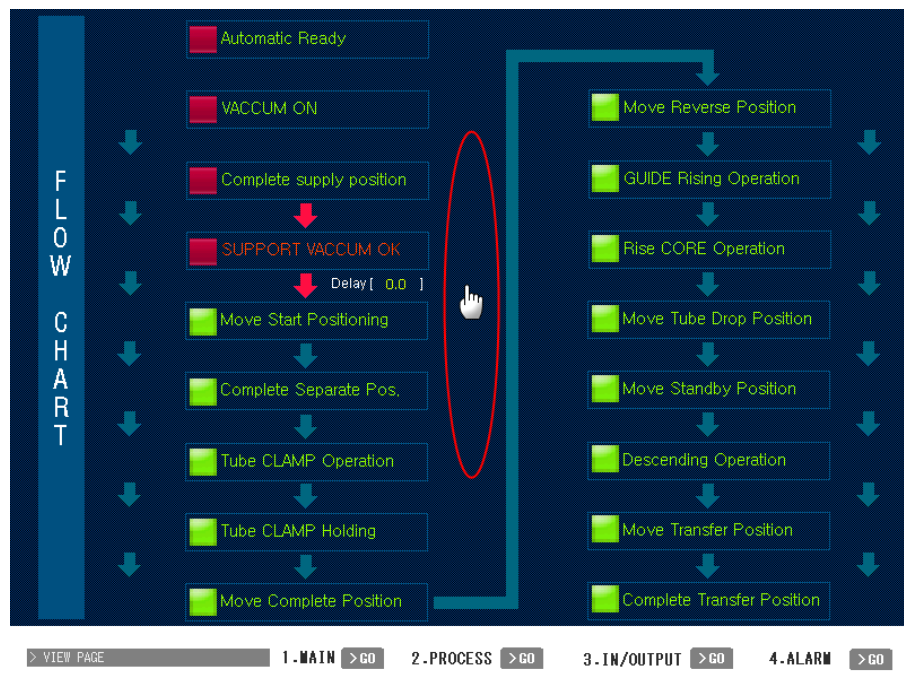 FLOW CHART
Automatic Ready
VACCUM ON
Complete supply position
SUPPORT VACCUM OK
Delay [ 0.0 ]
Move Start Positioning
Complete Separate Pos.
Tube CLAMP Operation
Tube CLAMP Holding
Move Complete Position
Move Reverse Position
GUIDE Rising Operation
Rise CORE Operation
Move Tube Drop Position
Move Standby Position
Descending Operation
Move Transfer Position
Complete Transfer Position
> VIEW PAGE 1.MAIN >GO 2.PROCESS >GO 3.IN/OUTPUT >GO 4.ALARM >GO